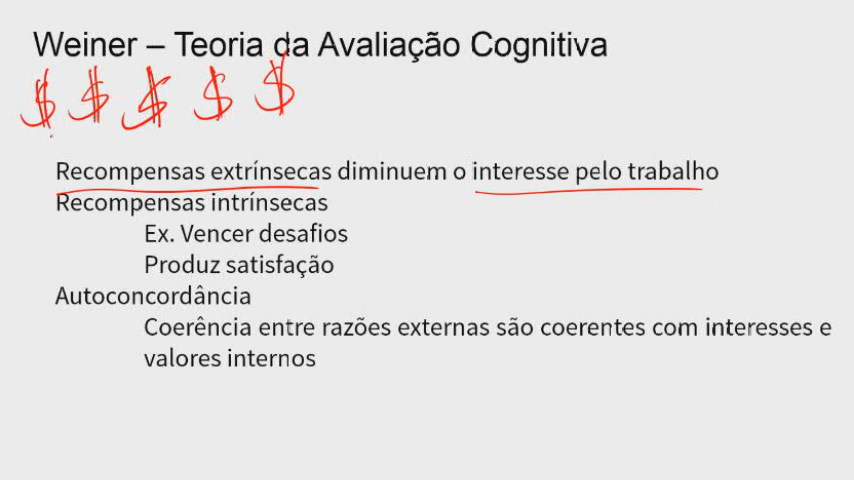 Weiner – Teoria da Avaliação Cognitiva
$ $ $ $ $
Recompensas extrínsecas diminuem o interesse pelo trabalho
Recompensas intrínsecas
Ex. Vencer desafios
Produz satisfação
Autoconcordância
Coerência entre razões externas são coerentes com interesses e
valores internos